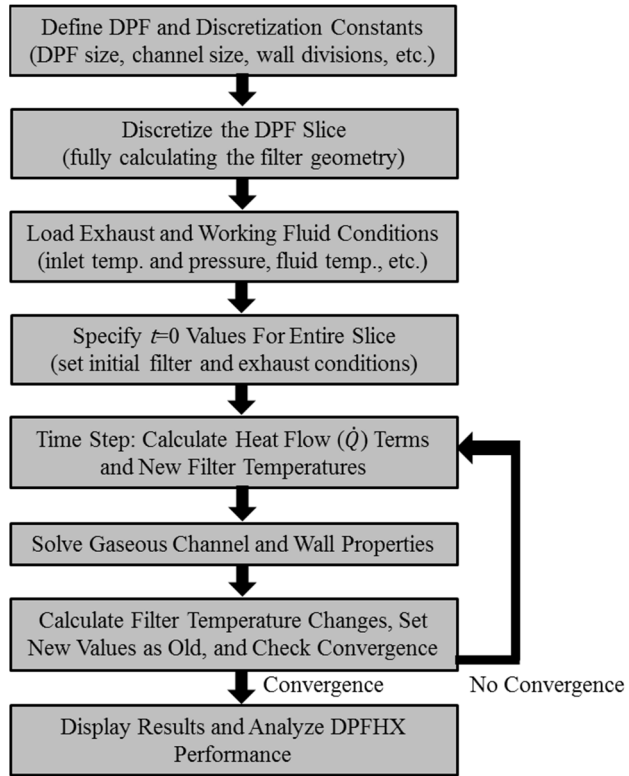 Define DPF and Discretization Constants
(DPF size, channel size, wall divisions, etc.)
Discretize the DPF Slice
(fully calculating the filter geometry)
Load Exhaust and Working Fluid Conditions
(inlet temp. and pressure, fluid temp., etc.)
Specify t=0 Values For Entire Slice
(set initial filter and exhaust conditions)
Time Step: Calculate Heat Flow (Q̇) Terms
and New Filter Temperatures
Solve Gaseous Channel and Wall Properties
Calculate Filter Temperature Changes, Set
New Values as Old, and Check Convergence
Convergence
No Convergence
Display Results and Analyze DPFHX
Performance